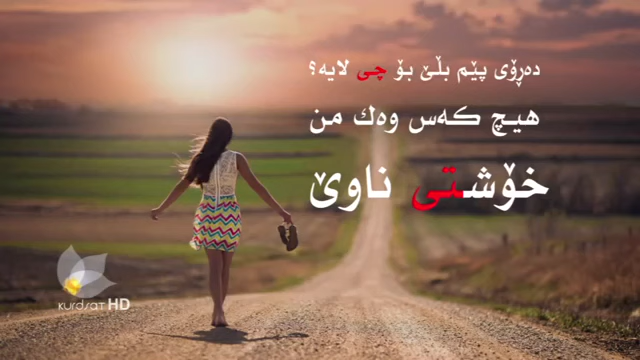 دەڕۆی پێم بڵێ بۆ چی لایە؟
هیچ کەس وەك من
خۆشتی ناوێ
kurdsat HD